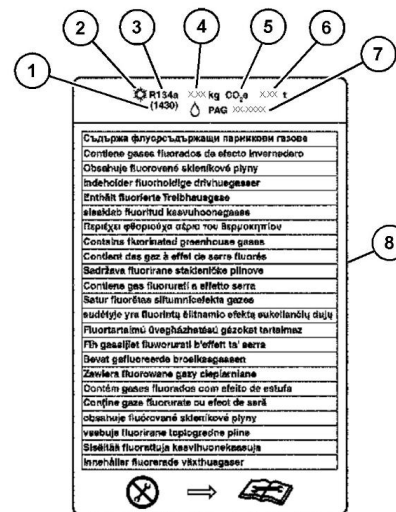 2 3 4 5 6
1 7
R134a XXX kg CO₂e XXX t
(1430) PAG XXXXXX
Съдържа флуорсъдържащи парникови газове
Contiene gases fluorados de efecto invernadero
Obsahuje fluorované skleníkové plyny
Indeholder fluorholdige drivhusgasser
Enthält fluorierte Treibhausgase
sisaldab fluoritud kasvuhoonegaase
Περιέχει φθοριούχα αέρια του θερμοκηπίου
Contains fluorinated greenhouse gases
Contient des gaz à effet de serre fluorés
Sadržava fluorirane stakleničke plinove
Contiene gas fluorurati a effetto serra
Satur fluorētas siltumnīcefekta gāzes
sudėtyje yra fluorintų šiltnamio efektą sukeliančių dujų
Fluortartalmú üvegházhatású gázokat tartalmaz
Fih gassijiet fluworurati b'effett ta' serra
Bevat gefluoreerde broeikasgassen
Zawiera fluorowane gazy cieplarniane
Contém gases fluorados com efeito de estufa
Conține gaze fluorurate cu efect de seră
obsahuje fluórované skleníkové plyny
vsebuje fluorirane toplogredne pline
Sisältää fluorattuja kasvihuonekaasuja
Innehåller fluorerade växthusgaser
8